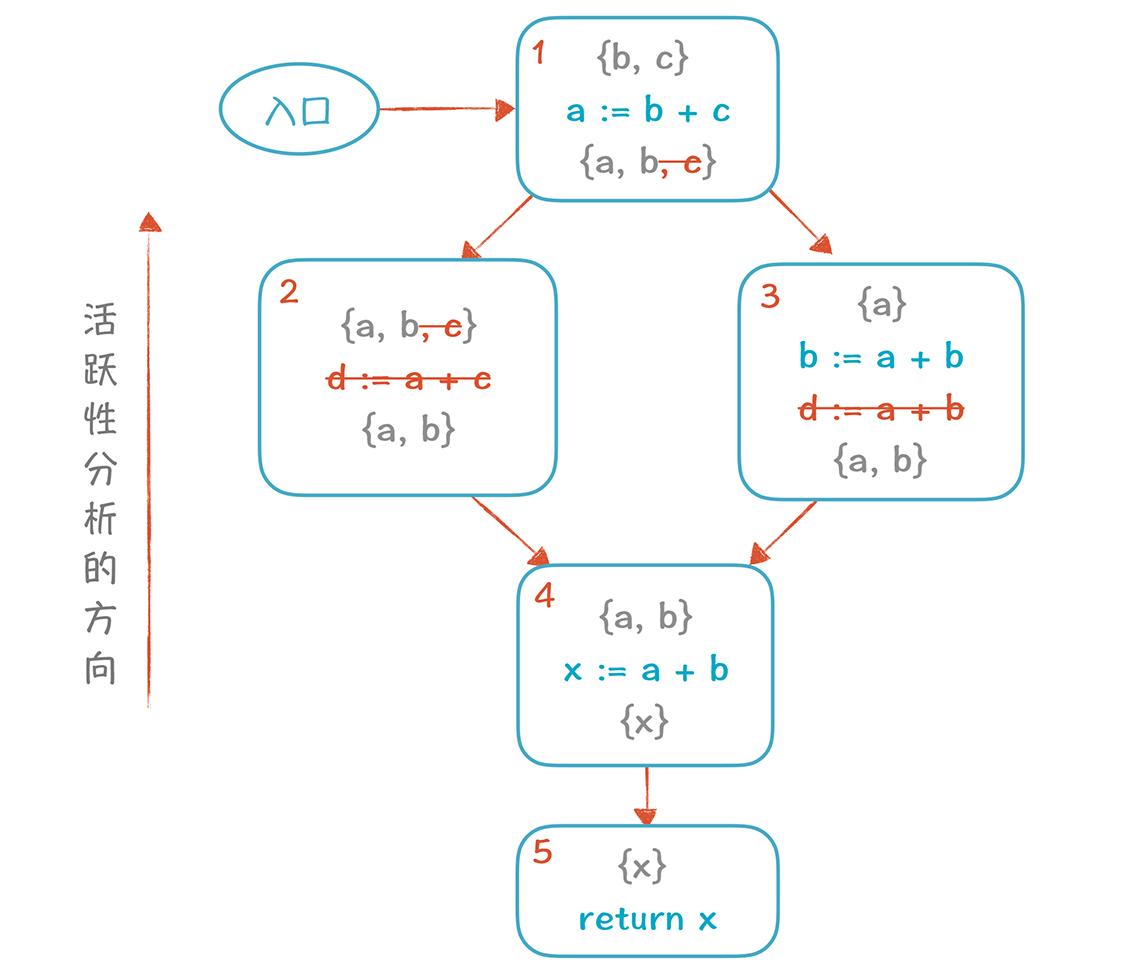 入口
1
{b, c}
a := b + c
{a, b, c}
活跃性分析的方向
2
{a, b, c}
d := a + c
{a, b}
3
{a}
b := a + b
d := a + b
{a, b}
4
{a, b}
x := a + b
{x}
5
{x}
return x